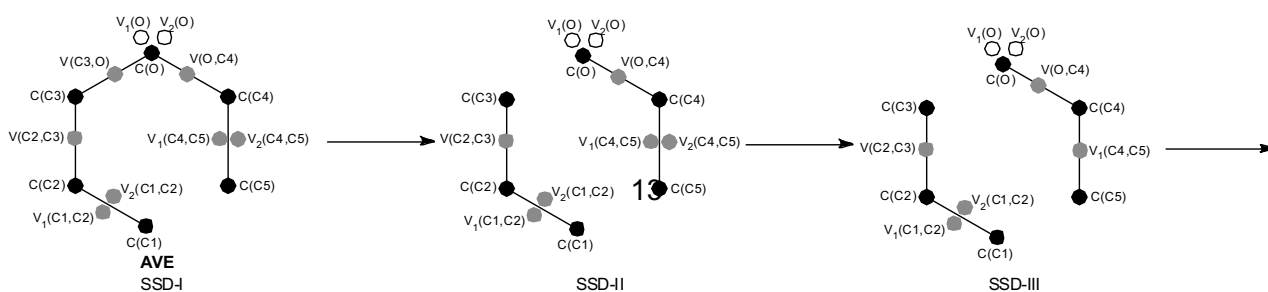 V1(O) V2(O)
V(C3,O) C(O) V(O,C4)
C(C3) C(C4)
V(C2,C3) V1(C4,C5) V2(C4,C5)
C(C2) V2(C1,C2) C(C5)
V1(C1,C2)
C(C1)
AVE
SSD-I
V1(O) V2(O)
C(O) V(O,C4)
C(C3) C(C4)
V(C2,C3) V1(C4,C5) V2(C4,C5)
C(C2) V2(C1,C2) 13 C(C5)
V1(C1,C2)
C(C1)
SSD-II
V1(O) V2(O)
C(O) V(O,C4)
C(C3) C(C4)
V(C2,C3) V1(C4,C5)
C(C2) V2(C1,C2) C(C5)
V1(C1,C2)
C(C1)
SSD-III